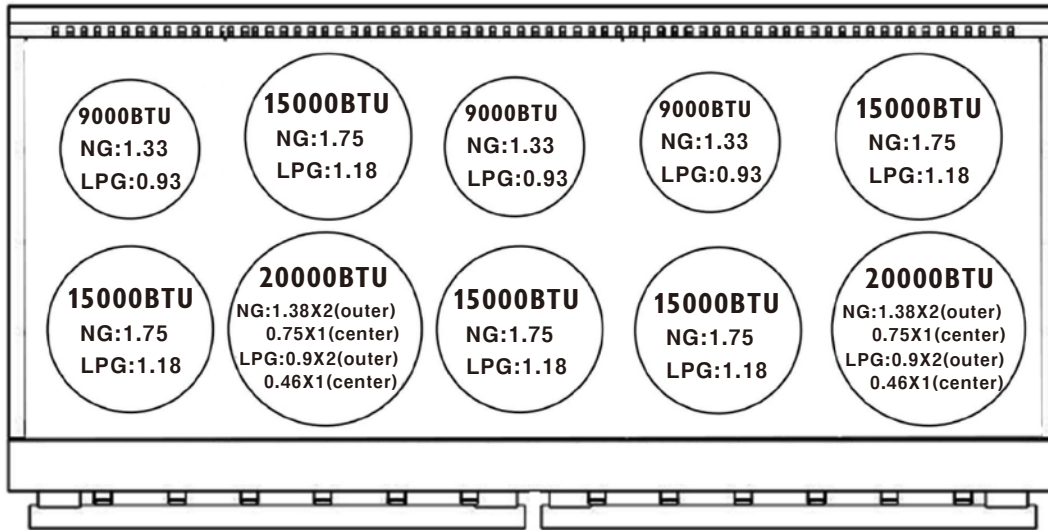 9000BTU
NG:1.33
LPG:0.93
15000BTU
NG:1.75
LPG:1.18
9000BTU
NG:1.33
LPG:0.93
9000BTU
NG:1.33
LPG:0.93
15000BTU
NG:1.75
LPG:1.18
15000BTU
NG:1.75
LPG:1.18
20000BTU
NG:1.38X2(outer)
0.75X1(center)
LPG:0.9X2(outer)
0.46X1(center)
15000BTU
NG:1.75
LPG:1.18
15000BTU
NG:1.75
LPG:1.18
20000BTU
NG:1.38X2(outer)
0.75X1(center)
LPG:0.9X2(outer)
0.46X1(center)